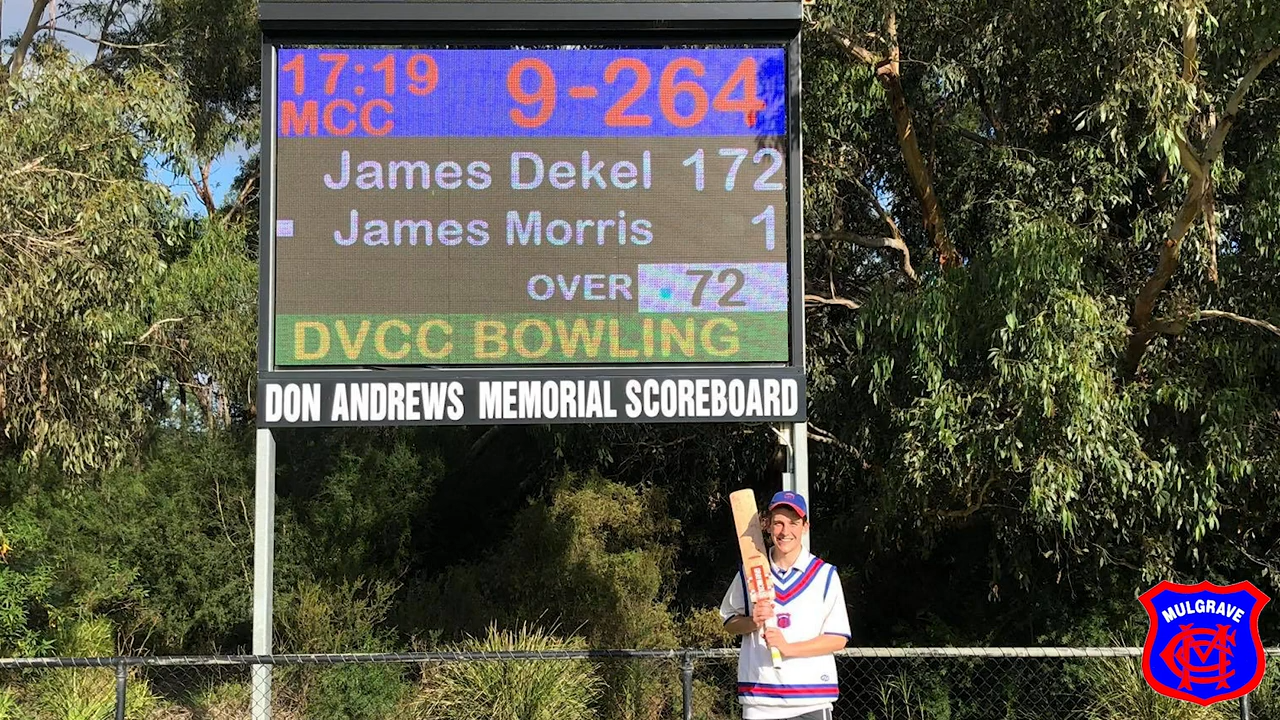 17:19 9-264
MCC
James Dekel 172
James Morris 1
OVER 72
DVCC BOWLING
DON ANDREWS MEMORIAL SCOREBOARD
MULGRAVE